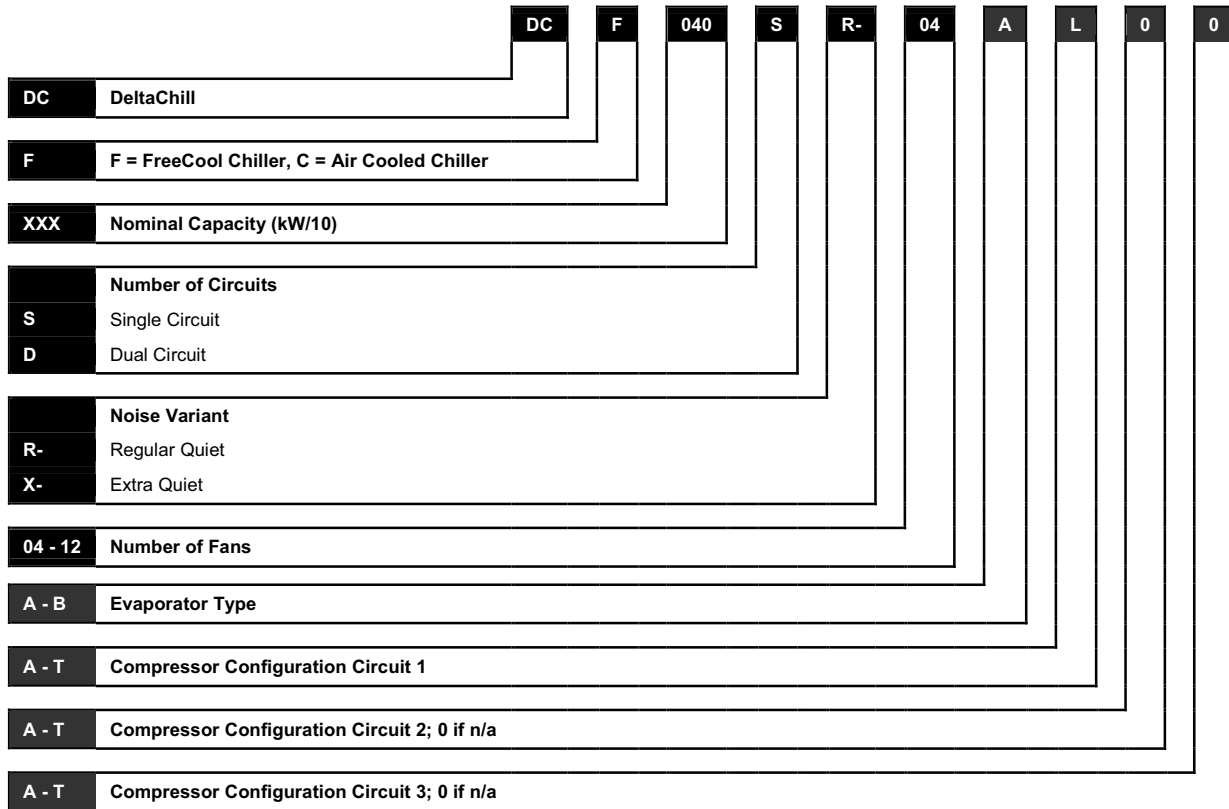 DC F 040 S R- 04 A L 0 0
DC DeltaChill
F F = FreeCool Chiller, C = Air Cooled Chiller
XXX Nominal Capacity (kW/10)
Number of Circuits
S Single Circuit
D Dual Circuit
Noise Variant
R- Regular Quiet
X- Extra Quiet
04 - 12 Number of Fans
A - B Evaporator Type
A - T Compressor Configuration Circuit 1
A - T Compressor Configuration Circuit 2; 0 if n/a
A - T Compressor Configuration Circuit 3; 0 if n/a